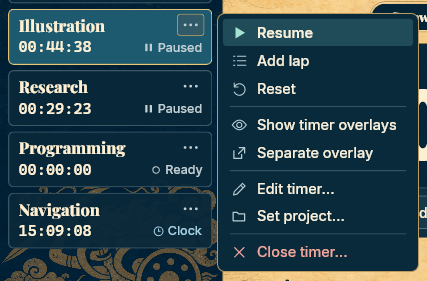 Illustration
00:44:38
Paused
Research
00:29:23
Paused
Programming
00:00:00
Ready
Navigation
15:09:08
Clock
Resume
Add lap
Reset
Show timer overlays
Separate overlay
Edit timer...
Set project...
Close timer...